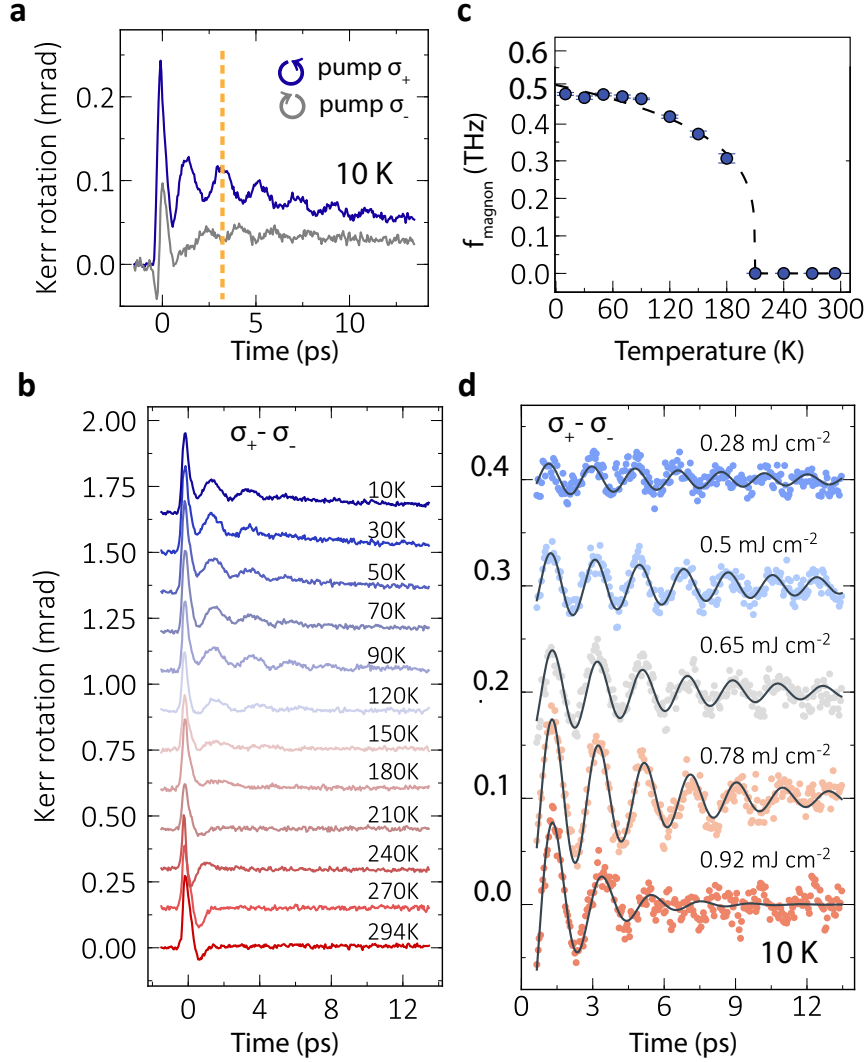 a
Kerr rotation (mrad)
0.2
0.1
0.0
pump σ+
pump σ-
10 K
0
5
10
Time (ps)
c
f magnon (THz)
0.6
0.5
0.4
0.3
0.2
0.1
0.0
0
60
120
180
240
300
Temperature (K)
b
Kerr rotation (mrad)
σ+- σ-
2.00
1.75
1.50
1.25
1.00
0.75
0.50
0.25
0.00
10K
30K
50K
70K
90K
120K
150K
180K
210K
240K
270K
294K
0
4
8
12
Time (ps)
d
σ+- σ-
0.4
0.3
0.2
0.1
0.0
0.28 mJ cm-2
0.5 mJ cm-2
0.65 mJ cm-2
0.78 mJ cm-2
0.92 mJ cm-2
10 K
0
3
6
9
12
Time (ps)